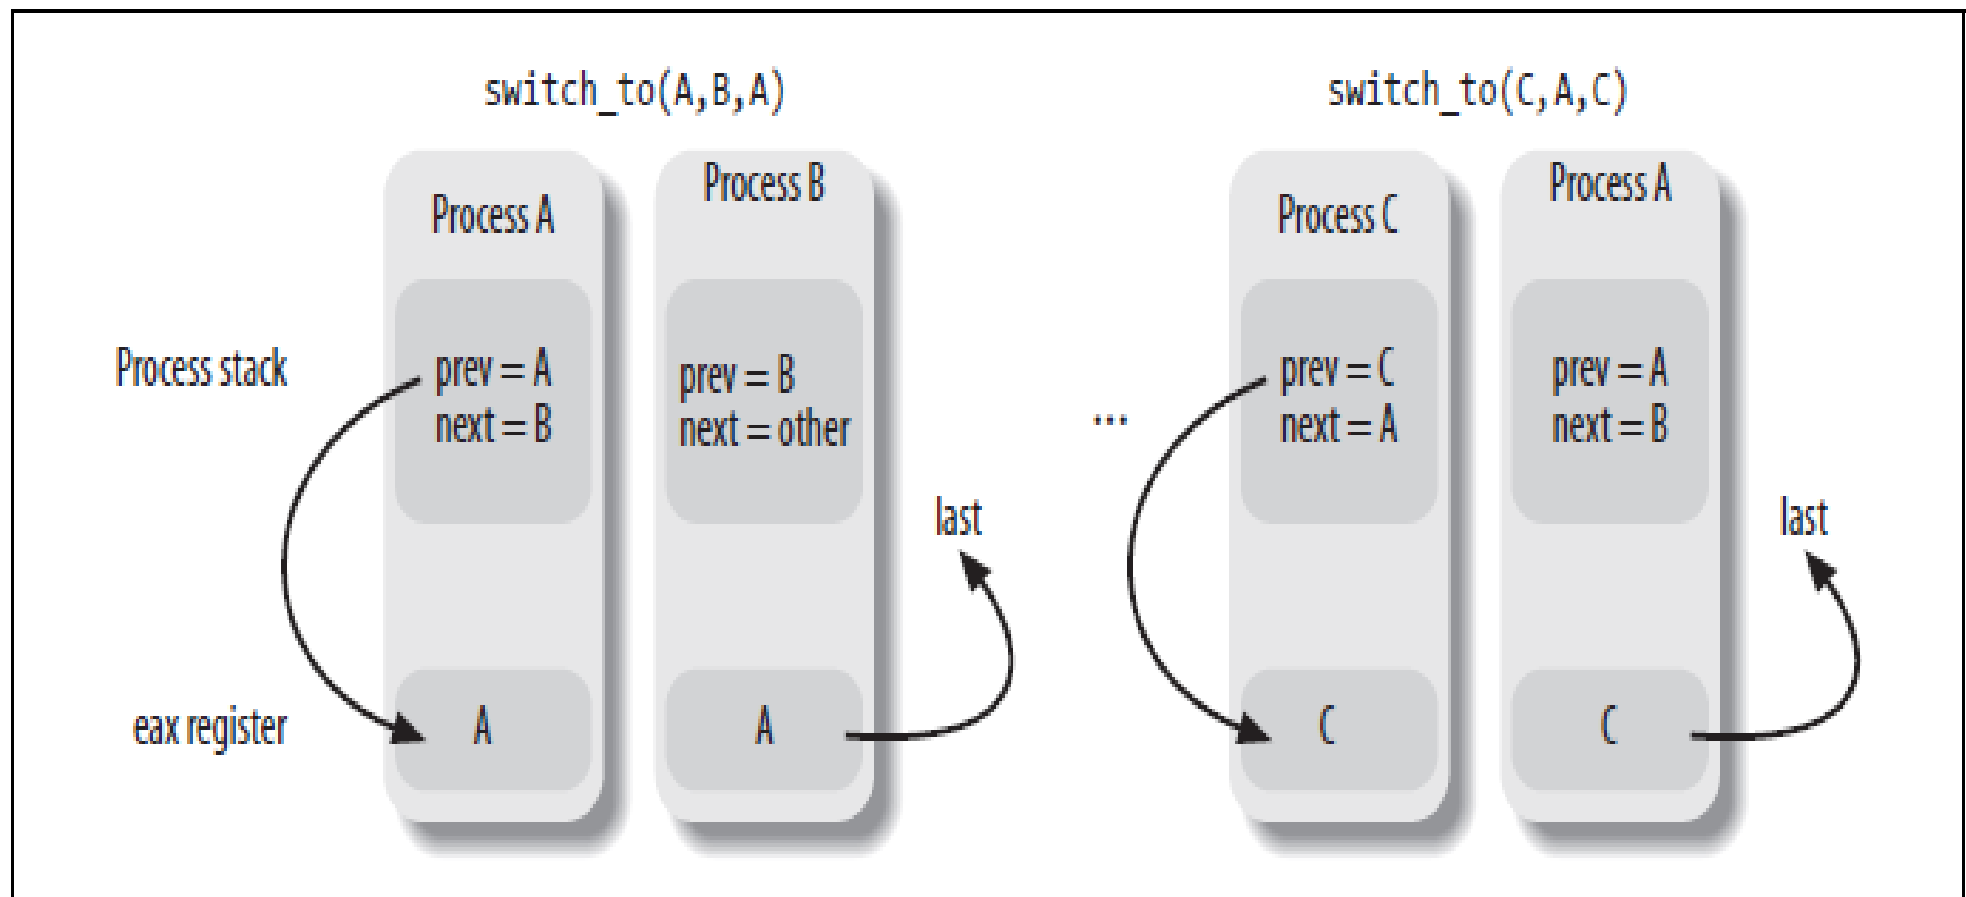 switch_to(A,B,A)
switch_to(C,A,C)
Process A
Process B
Process C
Process A
Process stack
prev = A
next = B
prev = B
next = other
...
prev = C
next = A
prev = A
next = B
last
last
eax register
A
A
C
C